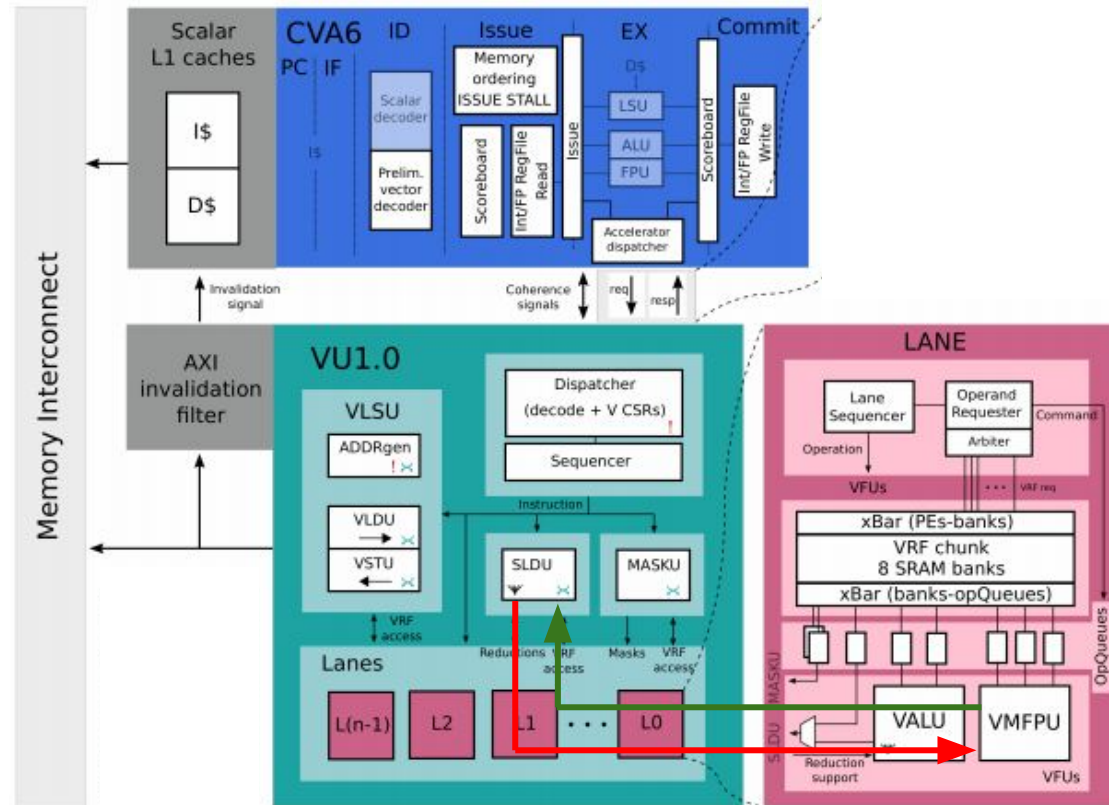 Memory Interconnect
Scalar
L1 caches
I$
D$
CVA6
PC
IF
I$
ID
Scalar
decoder
Prelim.
vector
decoder
Issue
Memory
ordering
ISSUE STALL
Scoreboard
Int/FP RegFile
Read
Issue
EX
D$
LSU
ALU
FPU
Accelerator
dispatcher
Scoreboard
Commit
Int/FP RegFile
Write
Invalidation
signal
Coherence
signals
req
resp
AXI
invalidation
filter
VU1.0
VLSU
ADDRgen
!
VLDU
VSTU
VRF
access
Dispatcher
(decode + V CSRs)
!
Sequencer
Instruction
SLDU
MASKU
Reductions
VRF
access
Masks
VRF
access
Lanes
L(n-1)
L2
L1
• • •
L0
LANE
Lane
Sequencer
Operand
Requester
Arbiter
Command
Operation
VFUs
• • •
VRF req
xBar (PEs-banks)
VRF chunk
8 SRAM banks
xBar (banks-opQueues)
OpQueues
MASKU
SLDU
VALU
VMFPU
Reduction
support
VFUs